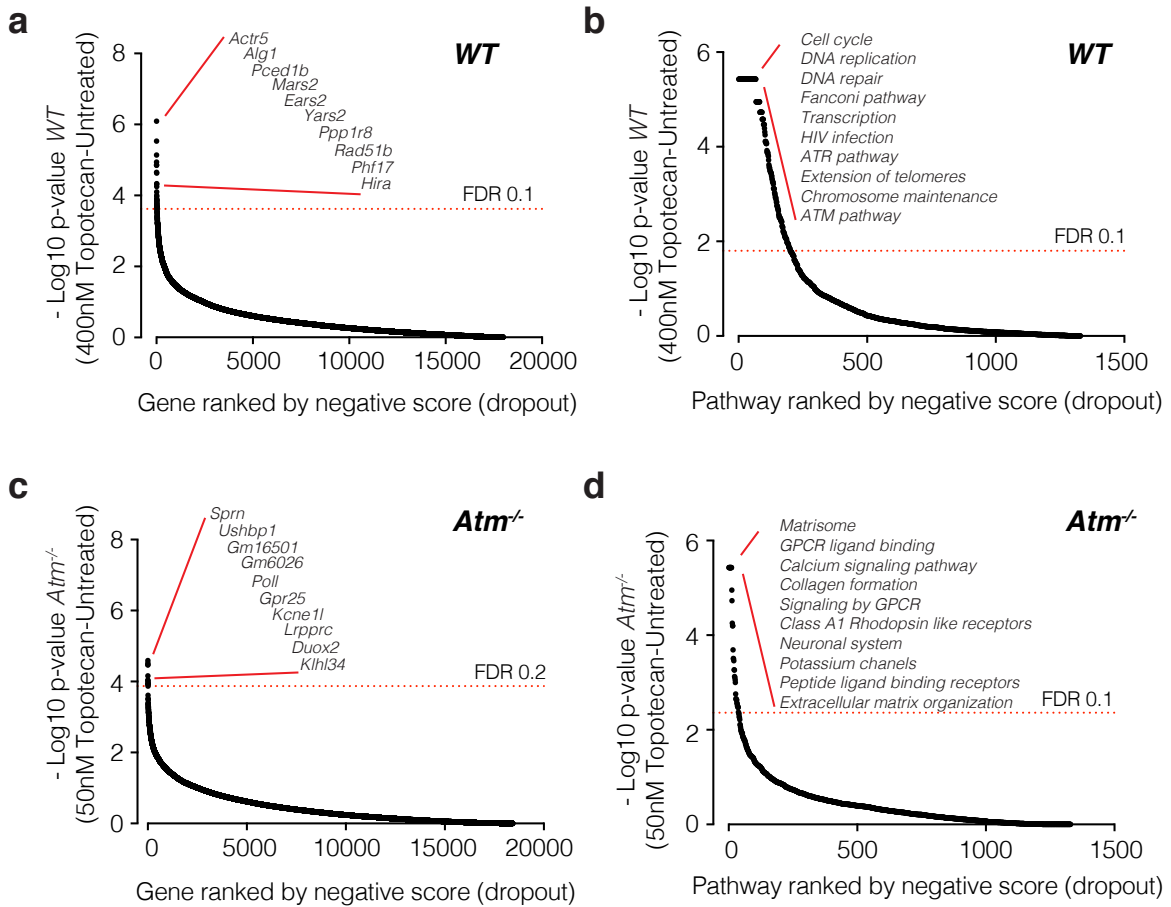 a
WT
- Log10 p-value WT
(400nM Topotecan-Untreated)
8
6
4
2
0
Actr5
Alg1
Pced1b
Mars2
Ears2
Yars2
Ppp1r8
Rad51b
Phf17
Hira
FDR 0.1
0
5000
10000
15000
20000
Gene ranked by negative score (dropout)
b
WT
- Log10 p-value WT
(400nM Topotecan-Untreated)
6
4
2
0
Cell cycle
DNA replication
DNA repair
Fanconi pathway
Transcription
HIV infection
ATR pathway
Extension of telomeres
Chromosome maintenance
ATM pathway
FDR 0.1
0
500
1000
1500
Pathway ranked by negative score (dropout)
c
Atm-/-
- Log10 p-value Atm-/-
(50nM Topotecan-Untreated)
8
6
4
2
0
Sprn
Ushbp1
Gm16501
Gm6026
Poll
Gpr25
Kcne1l
Lrpprc
Duox2
Klhl34
FDR 0.2
0
5000
10000
15000
20000
Gene ranked by negative score (dropout)
d
Atm-/-
- Log10 p-value Atm-/-
(50nM Topotecan-Untreated)
6
4
2
0
Matrisome
GPCR ligand binding
Calcium signaling pathway
Collagen formation
Signaling by GPCR
Class A1 Rhodopsin like receptors
Neuronal system
Potassium chanels
Peptide ligand binding receptors
Extracellular matrix organization
FDR 0.1
0
500
1000
1500
Pathway ranked by negative score (dropout)